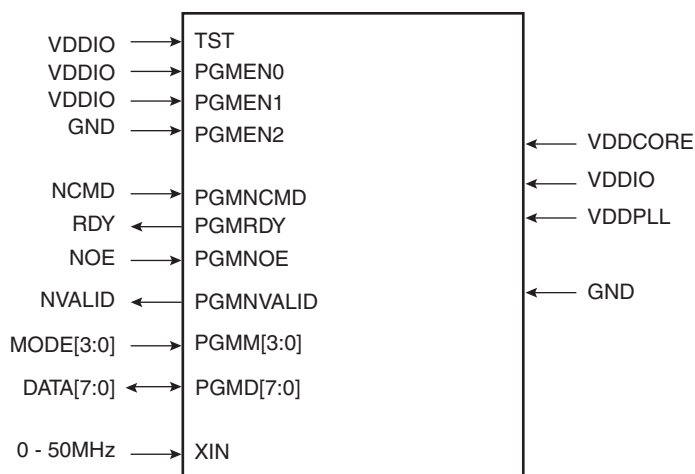 VDDIO TST
VDDIO PGMEN0
VDDIO PGMEN1
GND PGMEN2
VDDCORE
VDDIO
NCMD PGMNCMD
VDDPLL
RDY PGMRDY
NOE PGMNOE
GND
NVALID PGMNVALID
MODE[3:0] PGMM[3:0]
DATA[7:0] PGMD[7:0]
0 - 50MHz XIN